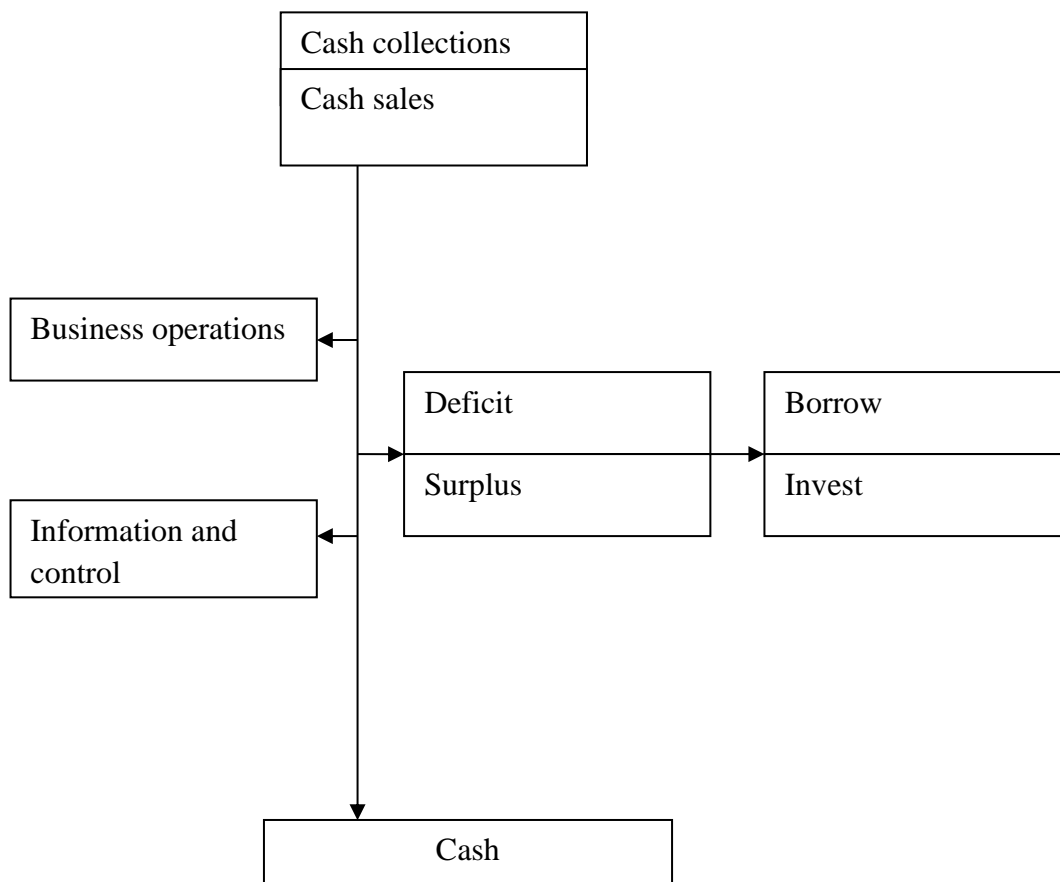 Cash collections
Cash sales
Business operations
Deficit
Borrow
Surplus
Invest
Information and
control
Cash